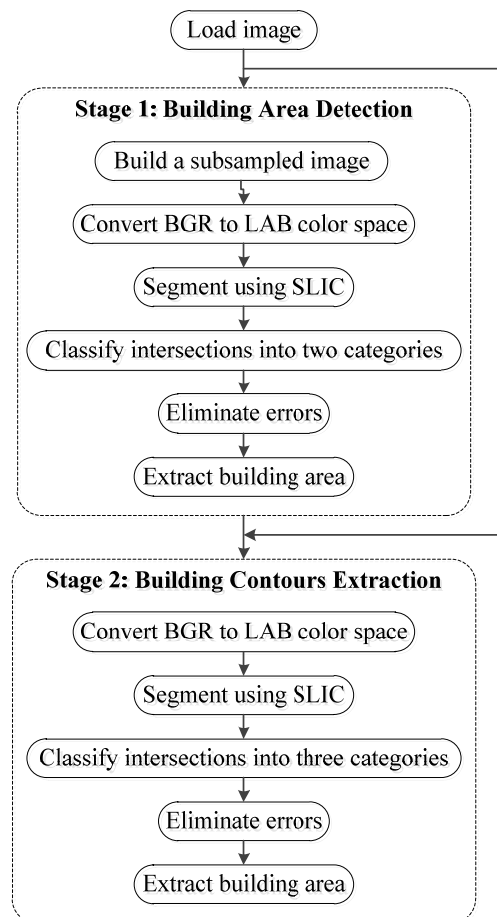 Load image
Stage 1: Building Area Detection
Build a subsampled image
Convert BGR to LAB color space
Segment using SLIC
Classify intersections into two categories
Eliminate errors
Extract building area
Stage 2: Building Contours Extraction
Convert BGR to LAB color space
Segment using SLIC
Classify intersections into three categories
Eliminate errors
Extract building area